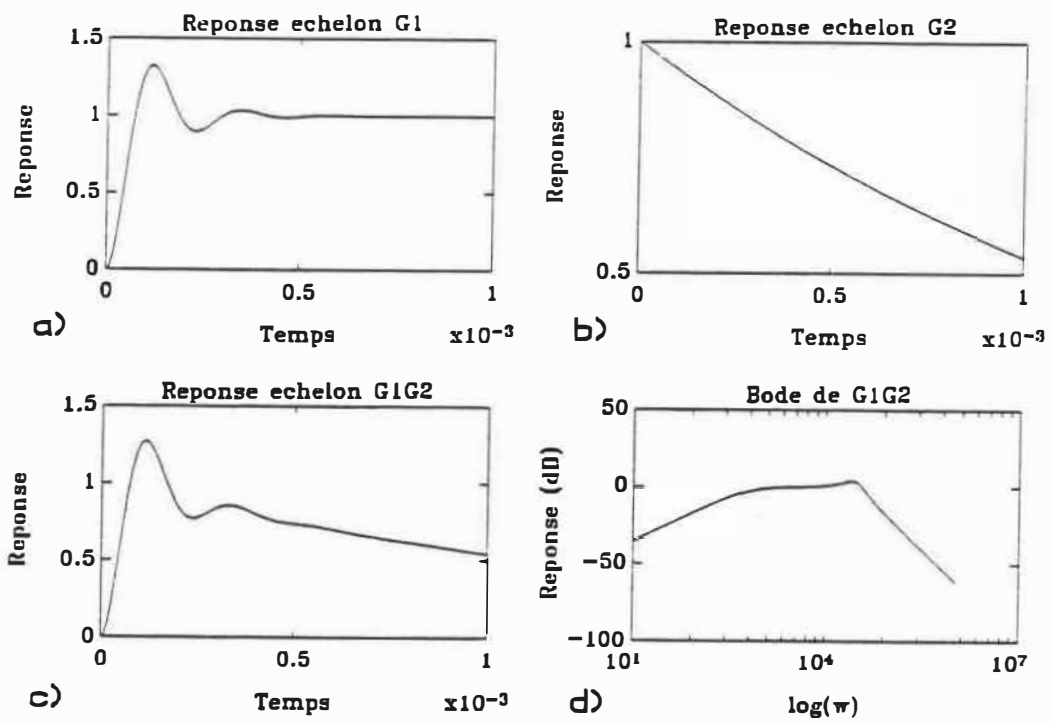 Reponse echelon G1
1.5
1
0.5
0
Reponse
0
0.5
1
a)
Temps
x10-3
Reponse echelon G2
1
0.5
Reponse
0
0.5
1
b)
Temps
x10-3
Reponse echelon G1G2
1.5
1
0.5
0
Reponse
0
0.5
1
c)
Temps
x10-3
Bode de G1G2
50
0
-50
-100
Reponse (dD)
10¹
10⁴
10⁷
d)
log(w)